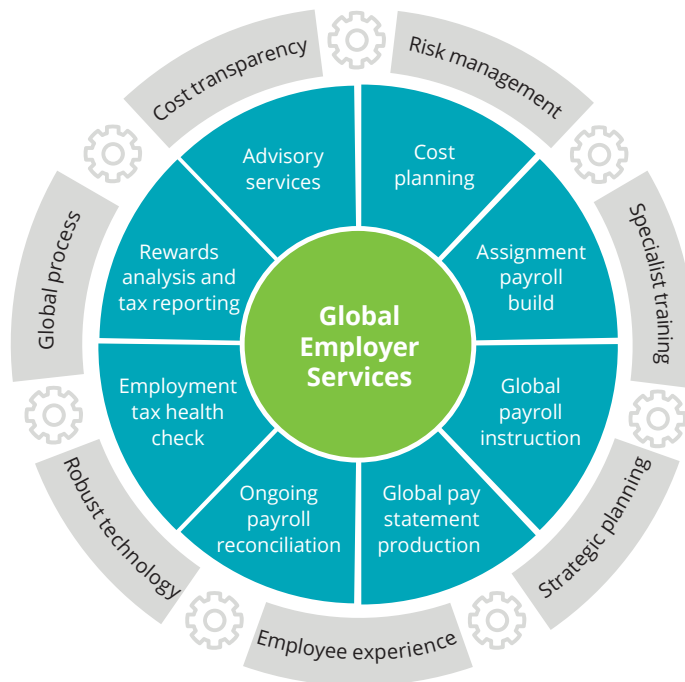 Cost transparency
Risk management
Specialist training
Strategic planning
Employee experience
Robust technology
Global process
Advisory
services
Cost
planning
Assignment
payroll
build
Global
payroll
instruction
Global pay
statement
production
Ongoing
payroll
reconciliation
Employment
tax health
check
Rewards
analysis and
tax reporting
Global
Employer
Services